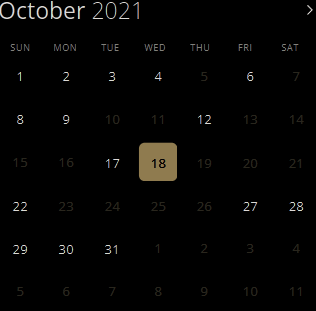 October 2021
SUN MON TUE WED THU FRI SAT
1 2 3 4 5 6 7
8 9 10 11 12 13 14
15 16 17 18 19 20 21
22 23 24 25 26 27 28
29 30 31 1 2 3 4
5 6 7 8 9 10 11